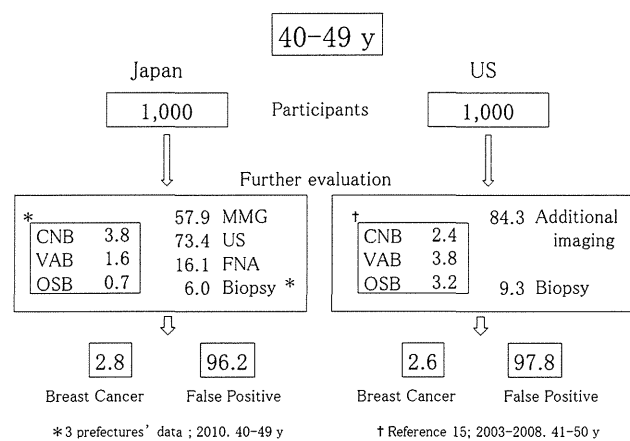 40-49 y
Japan US
1,000 Participants 1,000
Further evaluation
* 57.9 MMG
CNB 3.8 73.4 US
VAB 1.6 16.1 FNA
OSB 0.7 6.0 Biopsy *
† 84.3 Additional
CNB 2.4 imaging
VAB 3.8
OSB 3.2 9.3 Biopsy
2.8 96.2 2.6 97.8
Breast Cancer False Positive Breast Cancer False Positive
*3 prefectures' data ; 2010. 40-49 y † Reference 15; 2003-2008. 41-50 y